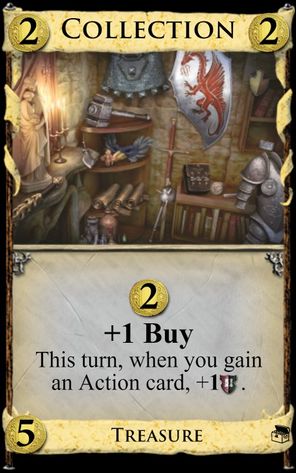 2 COLLECTION 2
2
+1 Buy
This turn, when you gain
an Action card, +1.
5 TREASURE